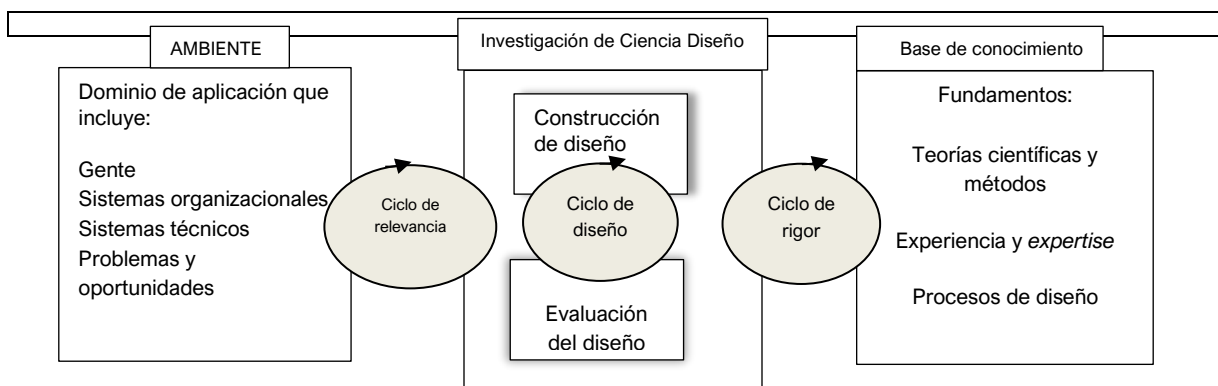 AMBIENTE
Dominio de aplicación que
incluye:
Gente
Sistemas organizacionales
Sistemas técnicos
Problemas y
oportunidades
Ciclo de
relevancia
Investigación de Ciencia Diseño
Construcción
de diseño
Ciclo de
diseño
Evaluación
del diseño
Ciclo de
rigor
Base de conocimiento
Fundamentos:
Teorías científicas y
métodos
Experiencia y expertise
Procesos de diseño